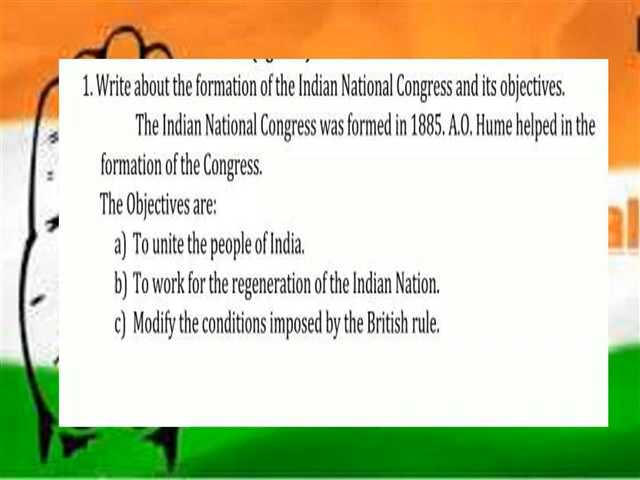 1. Write about the formation of the Indian National Congress and its objectives.
The Indian National Congress was formed in 1885. A.O. Hume helped in the
formation of the Congress.
The Objectives are:
a) To unite the people of India.
b) To work for the regeneration of the Indian Nation.
c) Modify the conditions imposed by the British rule.